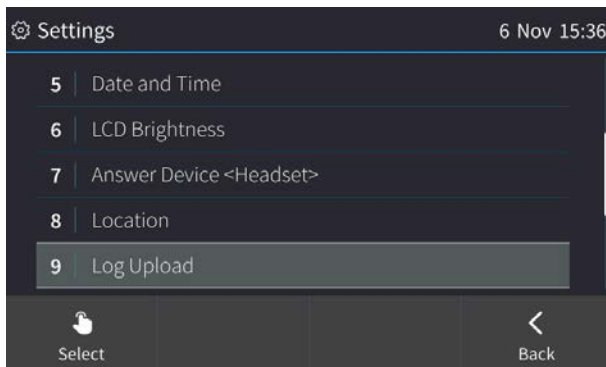 Settings 6 Nov 15:36
5 Date and Time
6 LCD Brightness
7 Answer Device <Headset>
8 Location
9 Log Upload
Select Back